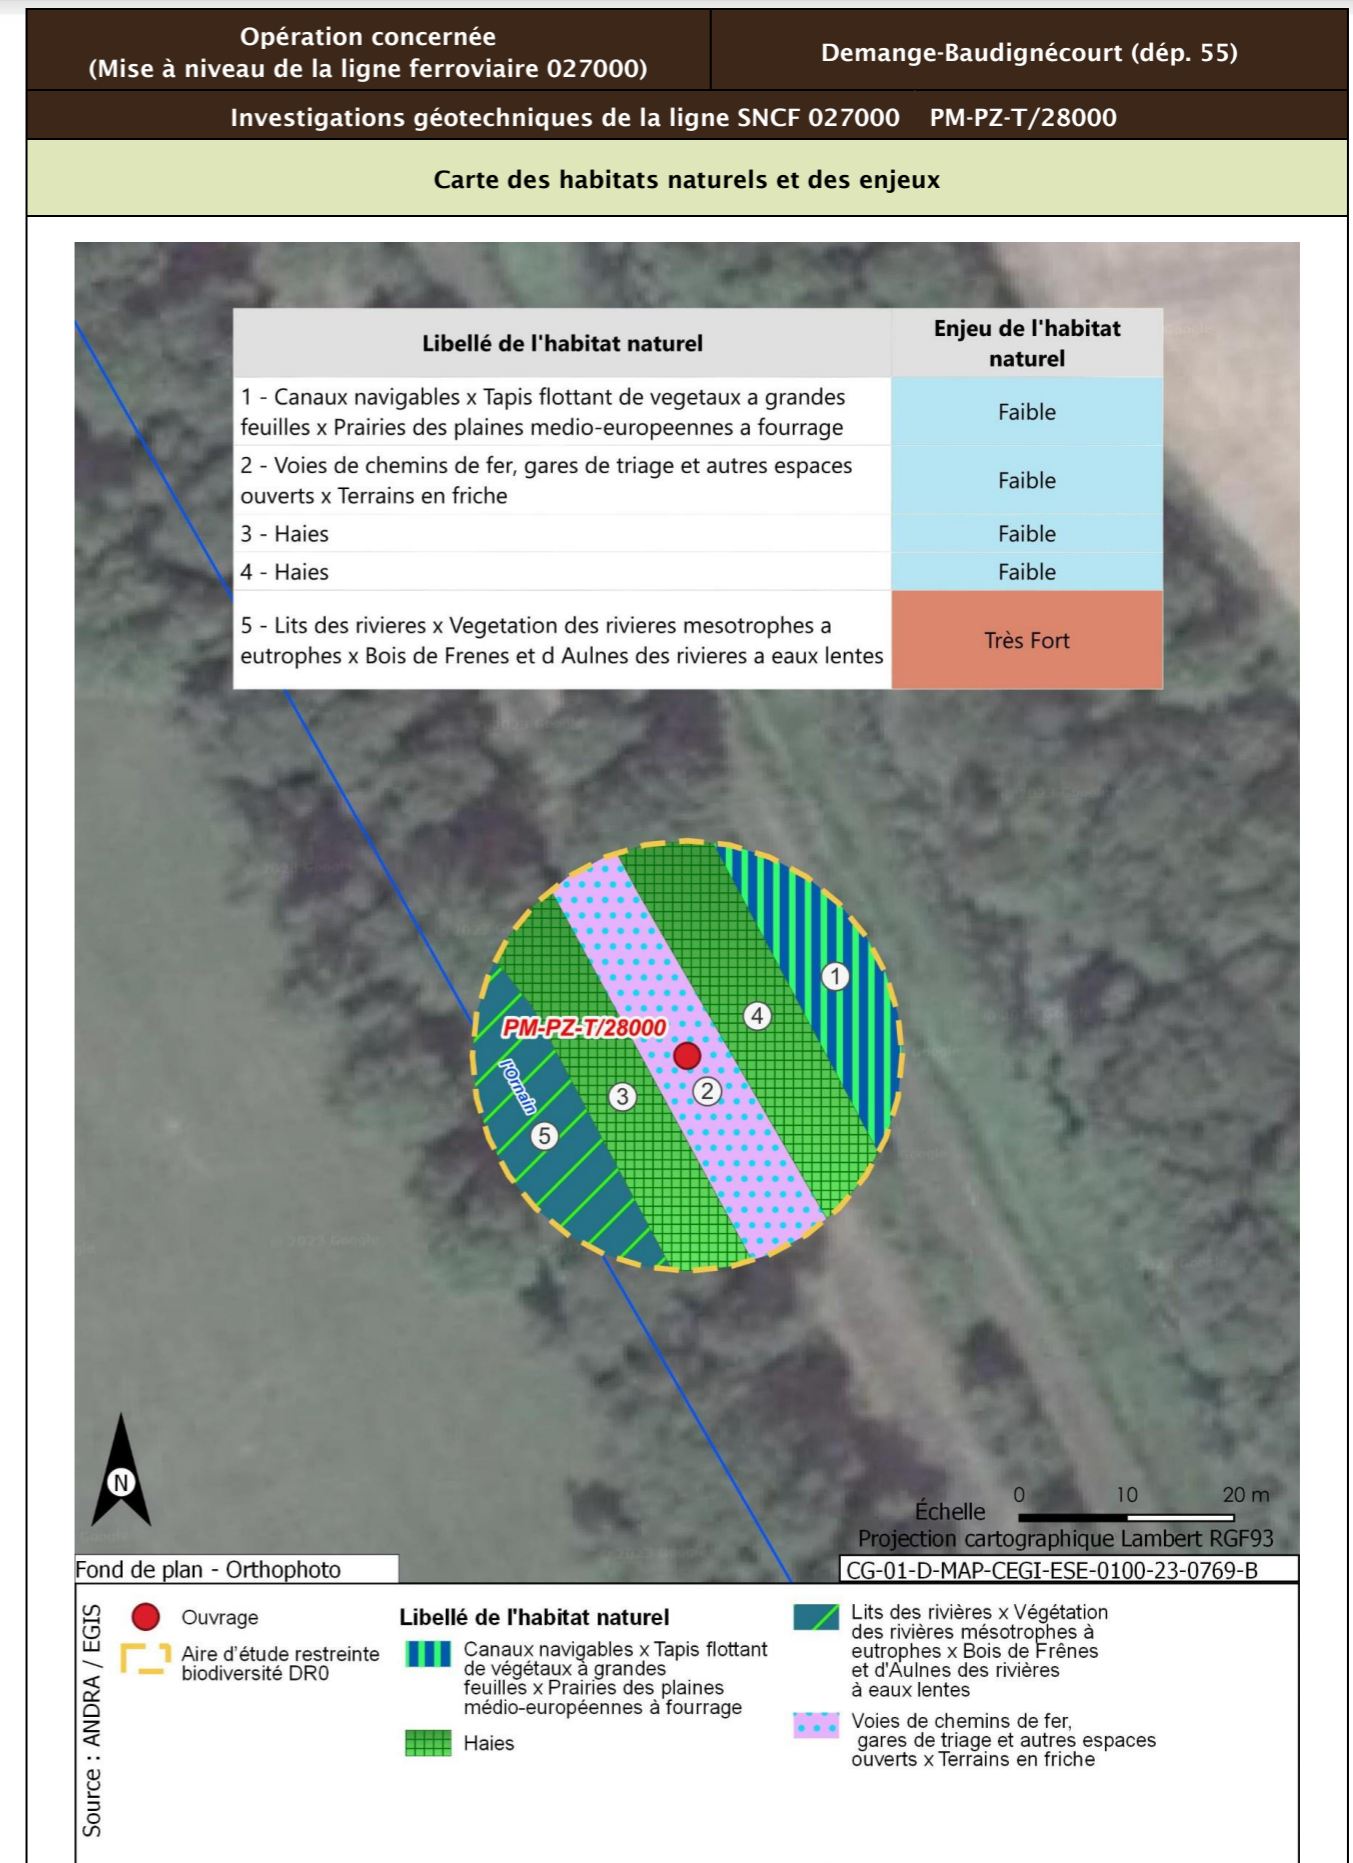 Opération concernée
(Mise à niveau de la ligne ferroviaire 027000)
Demange-Baudignécourt (dép. 55)
Investigations géotechniques de la ligne SNCF 027000 PM-PZ-T/28000
Carte des habitats naturels et des enjeux
Libellé de l'habitat naturel
Enjeu de l'habitat
naturel
1 - Canaux navigables x Tapis flottant de vegetaux a grandes
feuilles x Prairies des plaines medio-europeennes a fourrage
Faible
2 - Voies de chemins de fer, gares de triage et autres espaces
ouverts x Terrains en friche
Faible
3 - Haies
Faible
4 - Haies
Faible
5 - Lits des rivieres x Vegetation des rivieres mesotrophes a
eutrophes x Bois de Frenes et d Aulnes des rivieres a eaux lentes
Très Fort
1
4
PM-PZ-T/28000
2
3
l'Ornain
5
© 2023 Google
N
Échelle
0 10 20 m
Projection cartographique Lambert RGF93
Fond de plan - Orthophoto
CG-01-D-MAP-CEGI-ESE-0100-23-0769-B
Source : ANDRA / EGIS
Ouvrage
Aire d'étude restreinte
biodiversité DR0
Libellé de l'habitat naturel
Canaux navigables x Tapis flottant
de végétaux à grandes
feuilles x Prairies des plaines
médio-européennes à fourrage
Haies
Lits des rivières x Végétation
des rivières mésotrophes à
eutrophes x Bois de Frênes
et d'Aulnes des rivières
à eaux lentes
Voies de chemins de fer,
gares de triage et autres espaces
ouverts x Terrains en friche